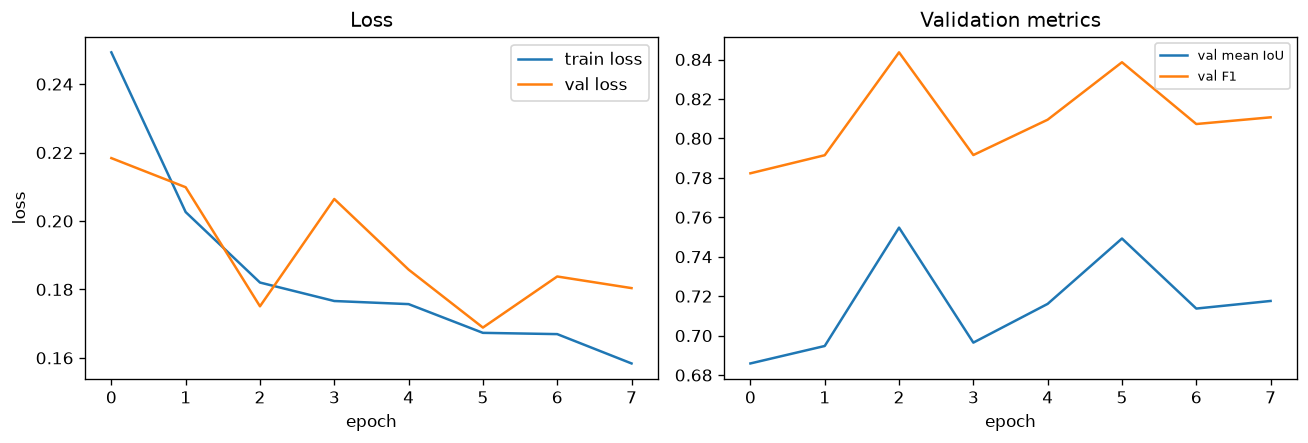 Loss
train loss
val loss
loss
0.24
0.22
0.20
0.18
0.16
0 1 2 3 4 5 6 7
epoch
Validation metrics
val mean IoU
val F1
0.84
0.82
0.80
0.78
0.76
0.74
0.72
0.70
0.68
0 1 2 3 4 5 6 7
epoch